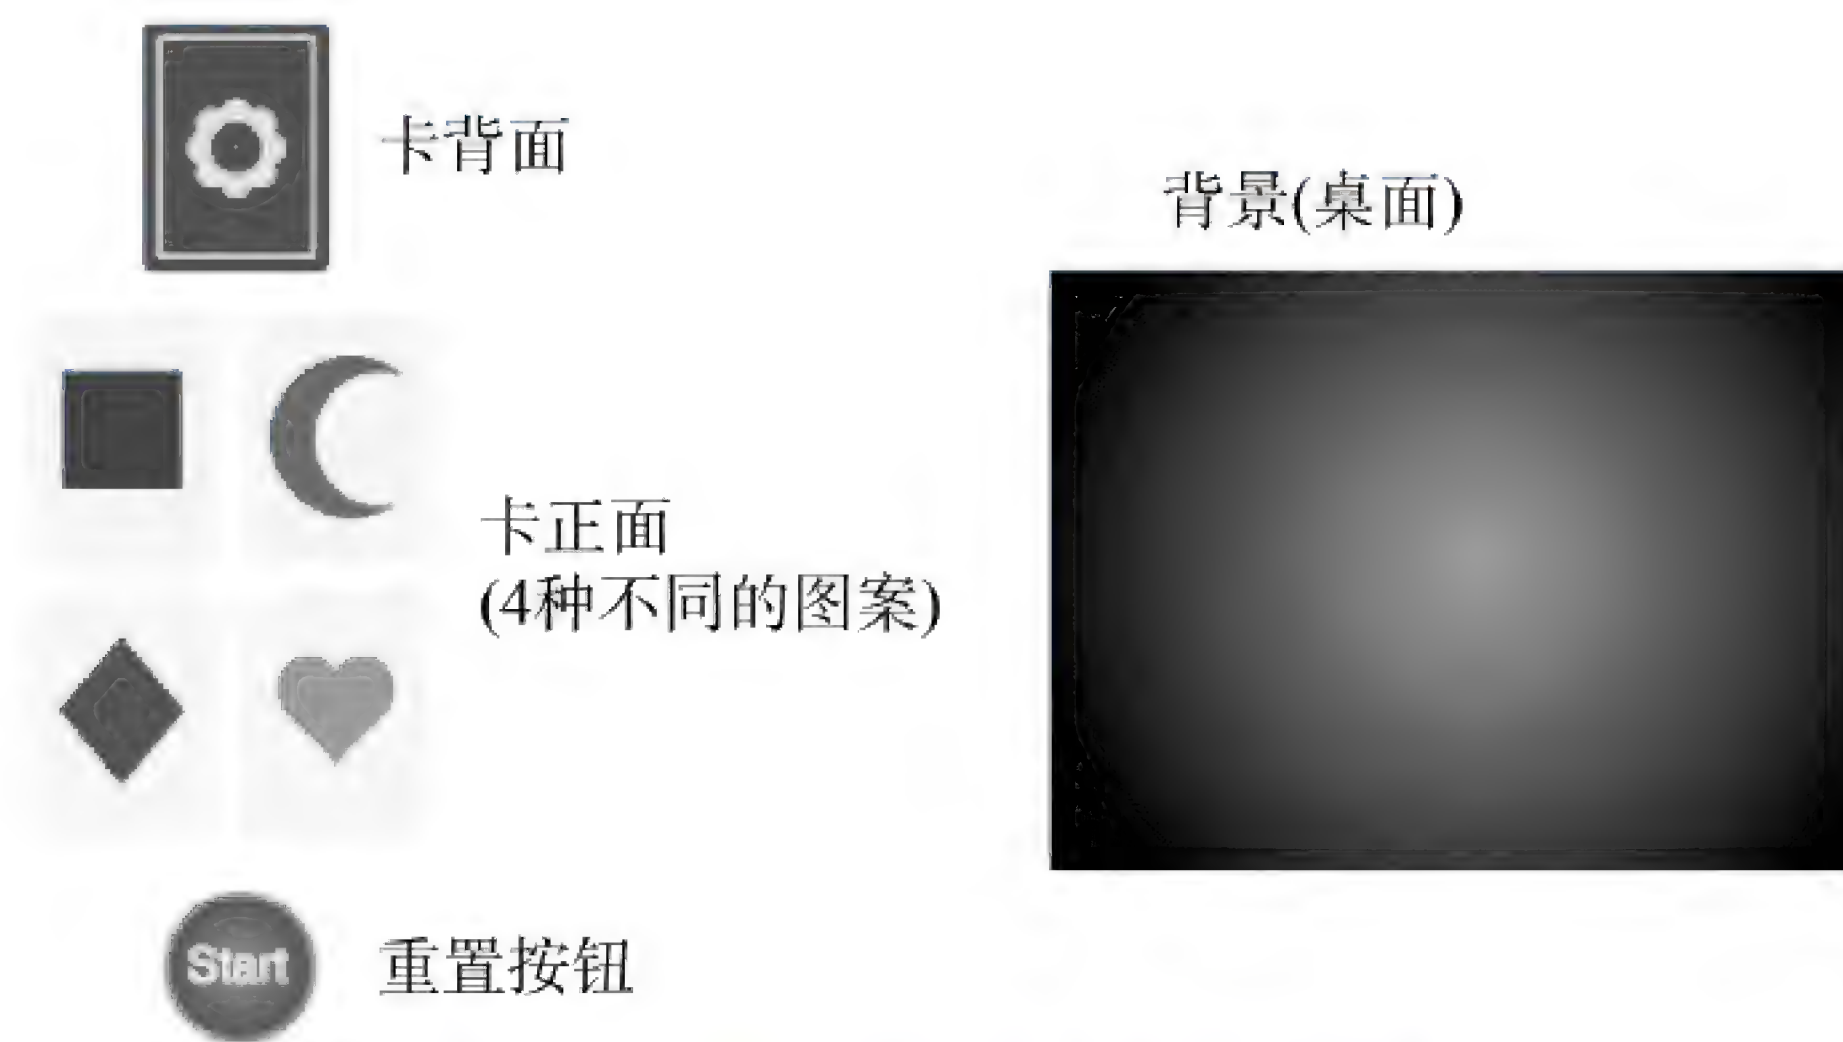 卡背面
背景(桌面)
卡正面
(4种不同的图案)
Start
重置按钮